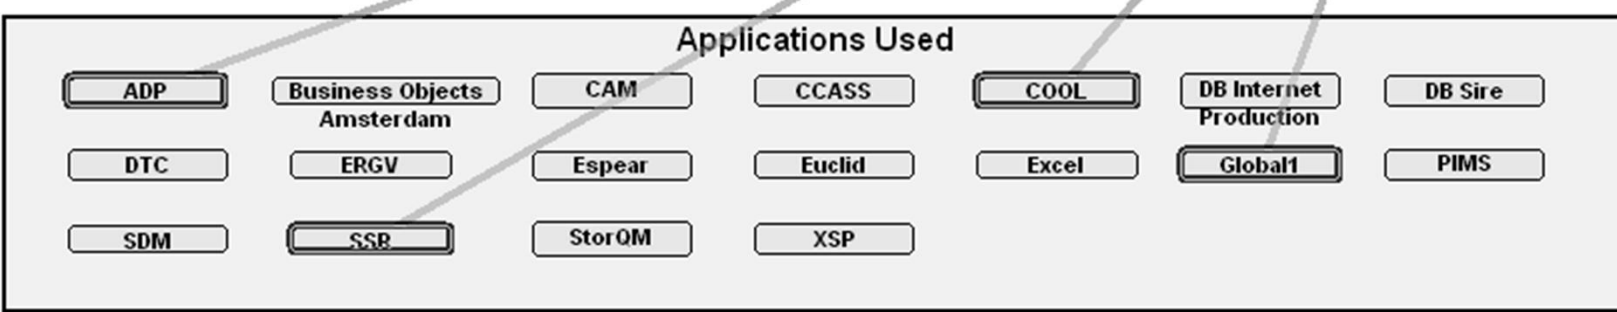 Applications Used
ADP
Business Objects
Amsterdam
CAM
CCASS
COOL
DB Internet
Production
DB Sire
DTC
ERGV
Espear
Euclid
Excel
Global1
PIMS
SDM
SSR
StorQM
XSP